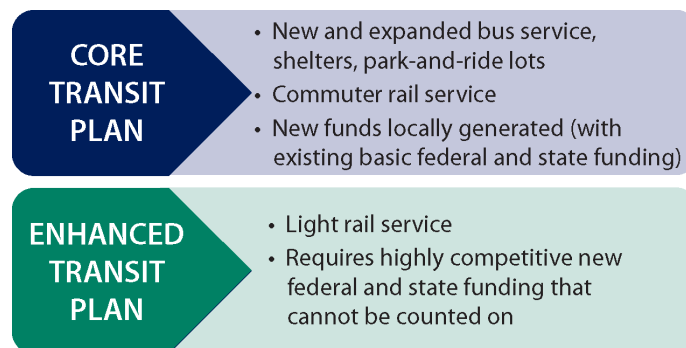 CORE
TRANSIT
PLAN
• New and expanded bus service,
shelters, park-and-ride lots
• Commuter rail service
• New funds locally generated (with
existing basic federal and state funding)
ENHANCED
TRANSIT
PLAN
• Light rail service
• Requires highly competitive new
federal and state funding that
cannot be counted on